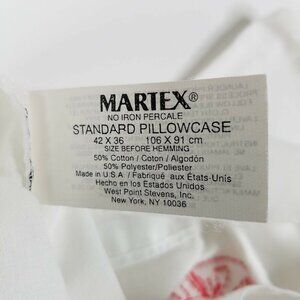 MARTEX®
NO IRON PERCALE
STANDARD PILLOWCASE
42 X 36 106 X 91 cm
SIZE BEFORE HEMMING
50% Cotton / Coton / Algodón
50% Polyester/Poliester
Made in U.S.A / Fabriqué aux États-Unis
Hecho en los Estados Unidos
West Point Stevens, Inc.
New York, NY 10036